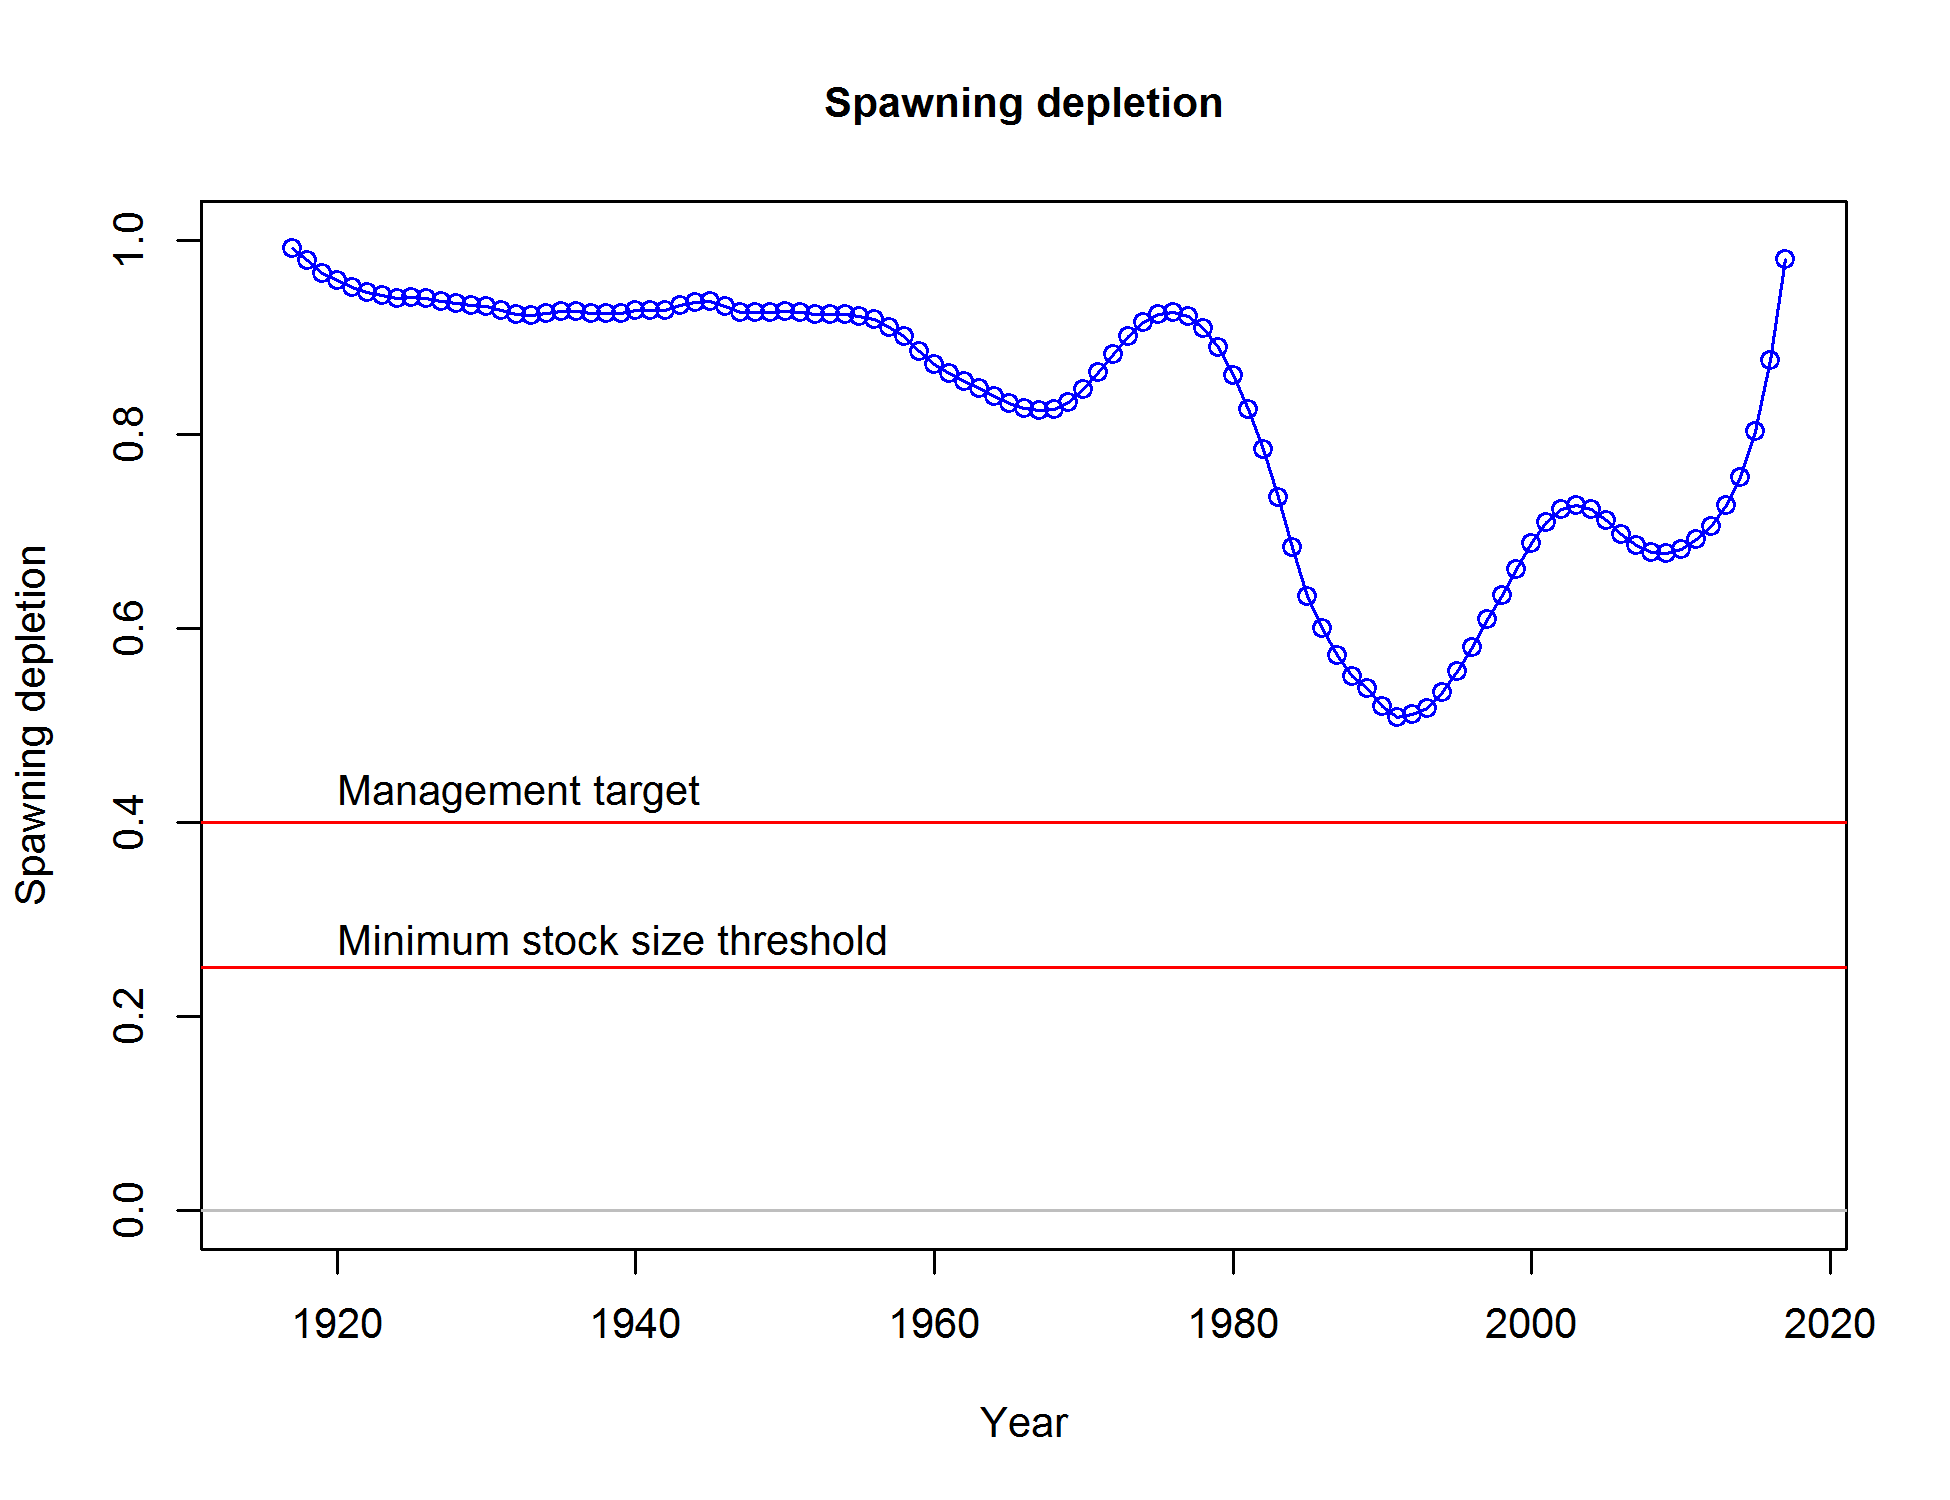 Spawning depletion
Spawning depletion
1.0
0.8
0.6
0.4
0.2
0.0
Management target
Minimum stock size threshold
1920 1940 1960 1980 2000 2020
Year